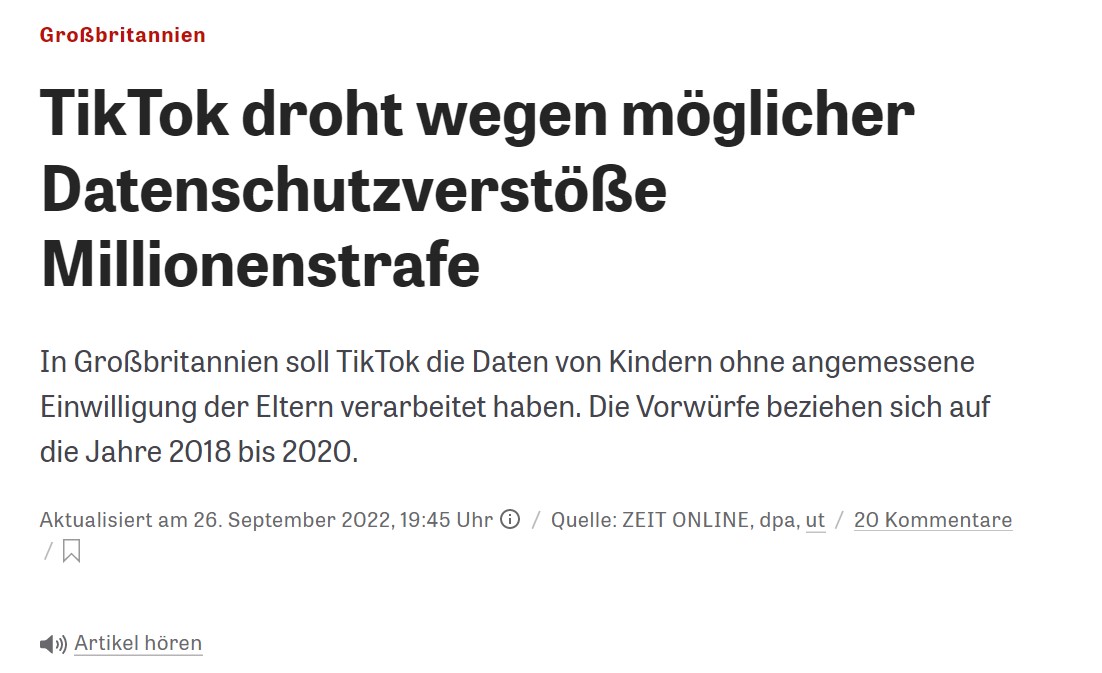 Großbritannien
TikTok droht wegen möglicher
Datenschutzverstöße
Millionenstrafe
In Großbritannien soll TikTok die Daten von Kindern ohne angemessene
Einwilligung der Eltern verarbeitet haben. Die Vorwürfe beziehen sich auf
die Jahre 2018 bis 2020.
Aktualisiert am 26. September 2022, 19:45 Uhr / Quelle: ZEIT ONLINE, dpa, ut / 20 Kommentare
/
Artikel hören